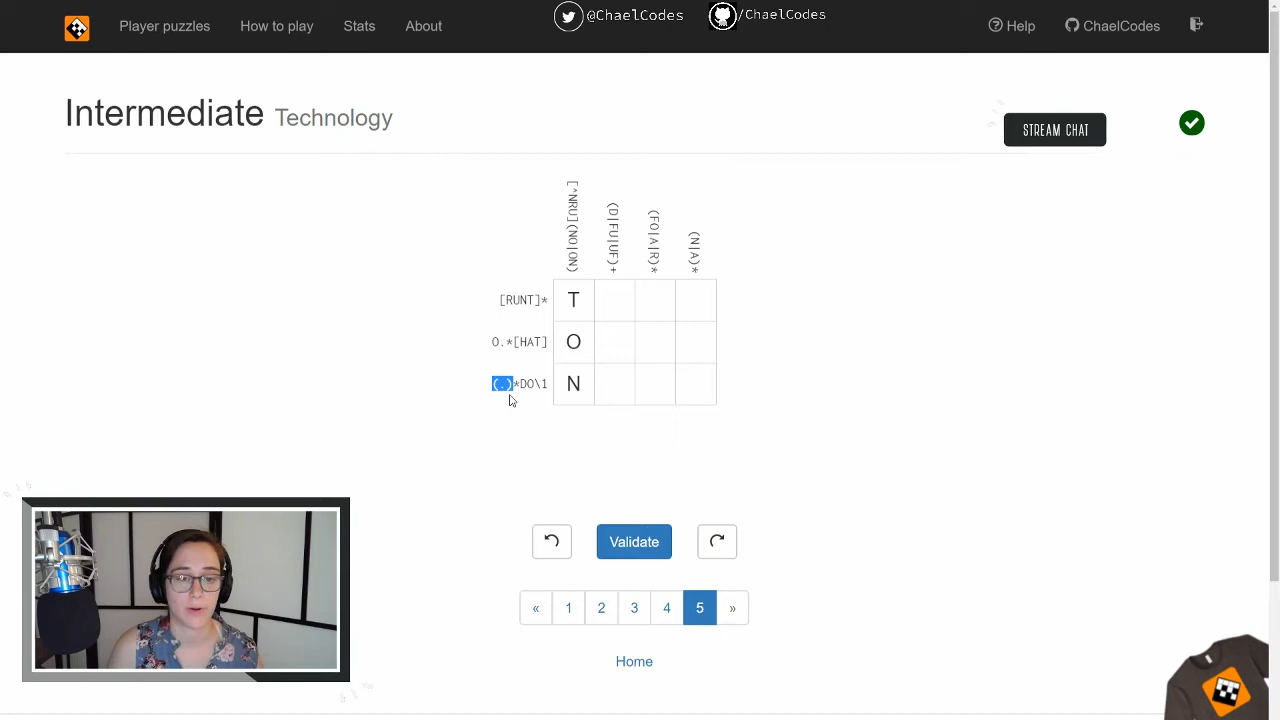 @ChaelCodes /ChaelCodes
Player puzzles How to play Stats About Help ChaelCodes
Intermediate Technology
STREAM CHAT
[^NRU](NO|ON)
(D|FU|UF)+
(FO|A|R)*
(N|A)*
[RUNT]* T
O.*[HAT] O
(.)*DO\1 N
Validate
« 1 2 3 4 5 »
Home